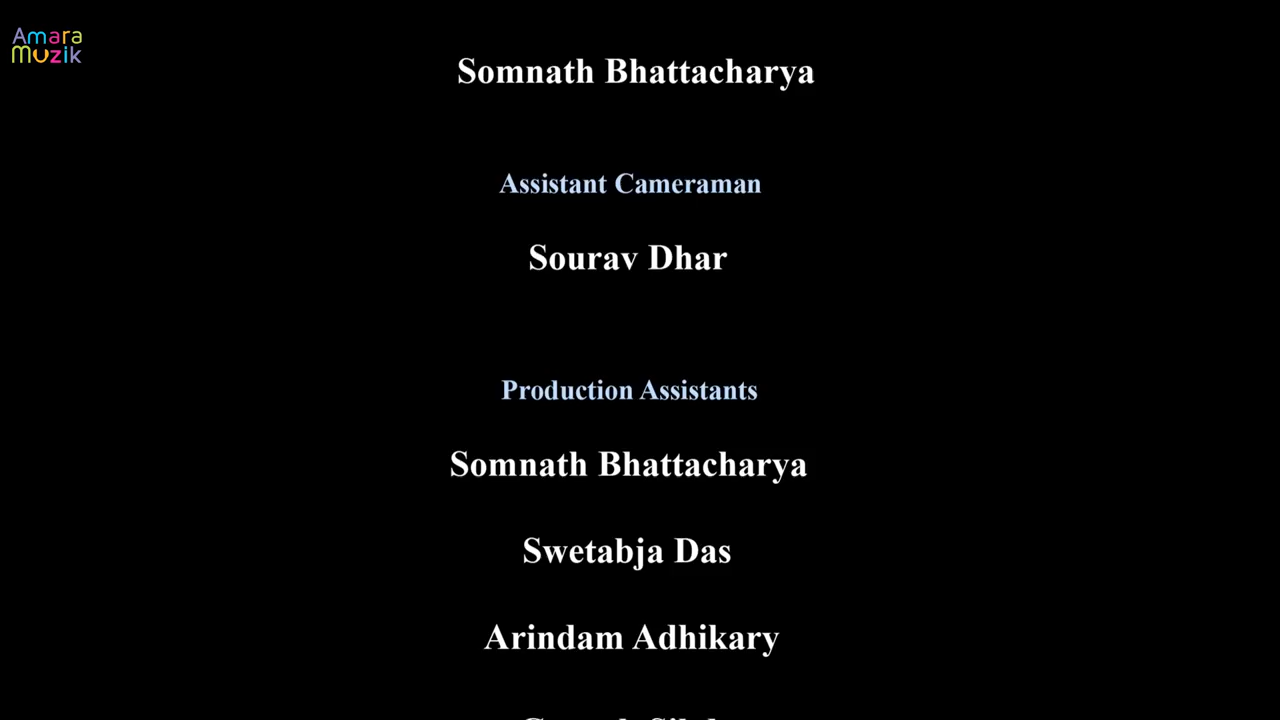 Amara
Muzik
Somnath Bhattacharya
Assistant Cameraman
Sourav Dhar
Production Assistants
Somnath Bhattacharya
Swetabja Das
Arindam Adhikary